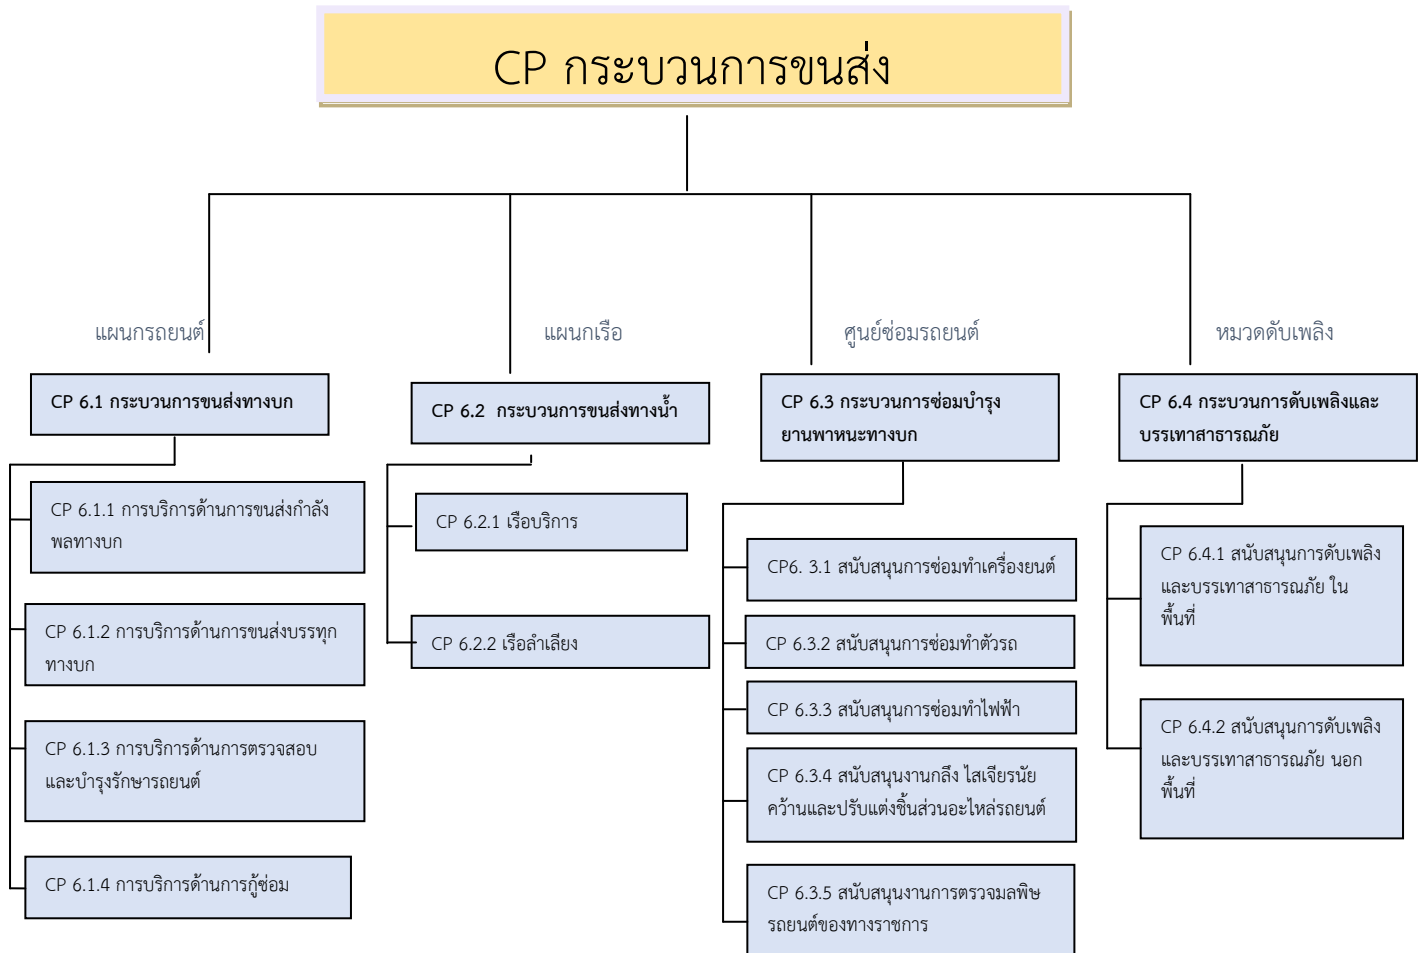 CP กระบวนการขนส่ง
แผนกรถยนต์
แผนกเรือ
ศูนย์ซ่อมรถยนต์
หมวดดับเพลิง
CP 6.1 กระบวนการขนส่งทางบก
CP 6.1.1 การบริการด้านการขนส่งกำลัง
พลทางบก
CP 6.1.2 การบริการด้านการขนส่งบรรทุก
ทางบก
CP 6.1.3 การบริการด้านการตรวจสอบ
และบำรุงรักษารถยนต์
CP 6.1.4 การบริการด้านการกู้ซ่อม
CP 6.2 กระบวนการขนส่งทางน้ำ
CP 6.2.1 เรือบริการ
CP 6.2.2 เรือลำเลียง
CP 6.3 กระบวนการซ่อมบำรุง
ยานพาหนะทางบก
CP6. 3.1 สนับสนุนการซ่อมทำเครื่องยนต์
CP 6.3.2 สนับสนุนการซ่อมทำตัวรถ
CP 6.3.3 สนับสนุนการซ่อมทำไฟฟ้า
CP 6.3.4 สนับสนุนงานกลึง ไสเจียรนัย
คว้านและปรับแต่งชิ้นส่วนอะไหล่รถยนต์
CP 6.3.5 สนับสนุนงานการตรวจมลพิษ
รถยนต์ของทางราชการ
CP 6.4 กระบวนการดับเพลิงและ
บรรเทาสาธารณภัย
CP 6.4.1 สนับสนุนการดับเพลิง
และบรรเทาสาธารณภัย ใน
พื้นที่
CP 6.4.2 สนับสนุนการดับเพลิง
และบรรเทาสาธารณภัย นอก
พื้นที่